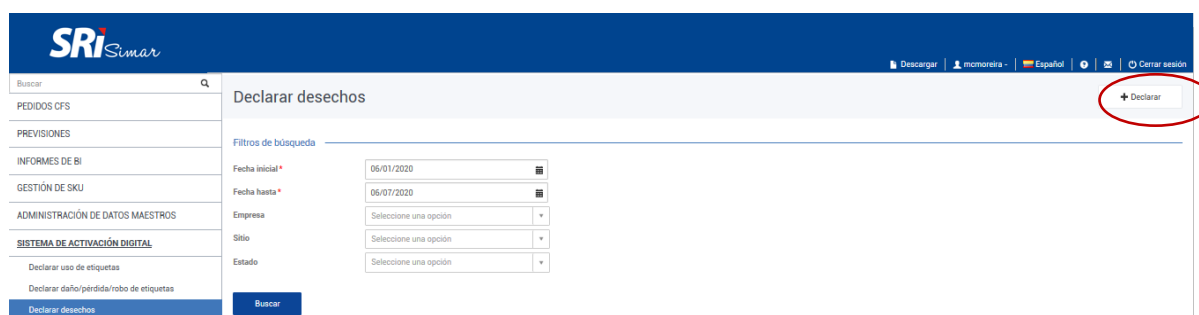 SRi Simar
Descargar | mcmoreira - | Español | Cerrar sesión
Buscar
PEDIDOS CFS
PREVISIONES
INFORMES DE BI
GESTIÓN DE SKU
ADMINISTRACIÓN DE DATOS MAESTROS
SISTEMA DE ACTIVACIÓN DIGITAL
Declarar uso de etiquetas
Declarar daño/pérdida/robo de etiquetas
Declarar desechos
Declarar desechos
+ Declarar
Filtros de búsqueda
Fecha inicial * 06/01/2020
Fecha hasta * 06/07/2020
Empresa Seleccione una opción
Sitio Seleccione una opción
Estado Seleccione una opción
Buscar